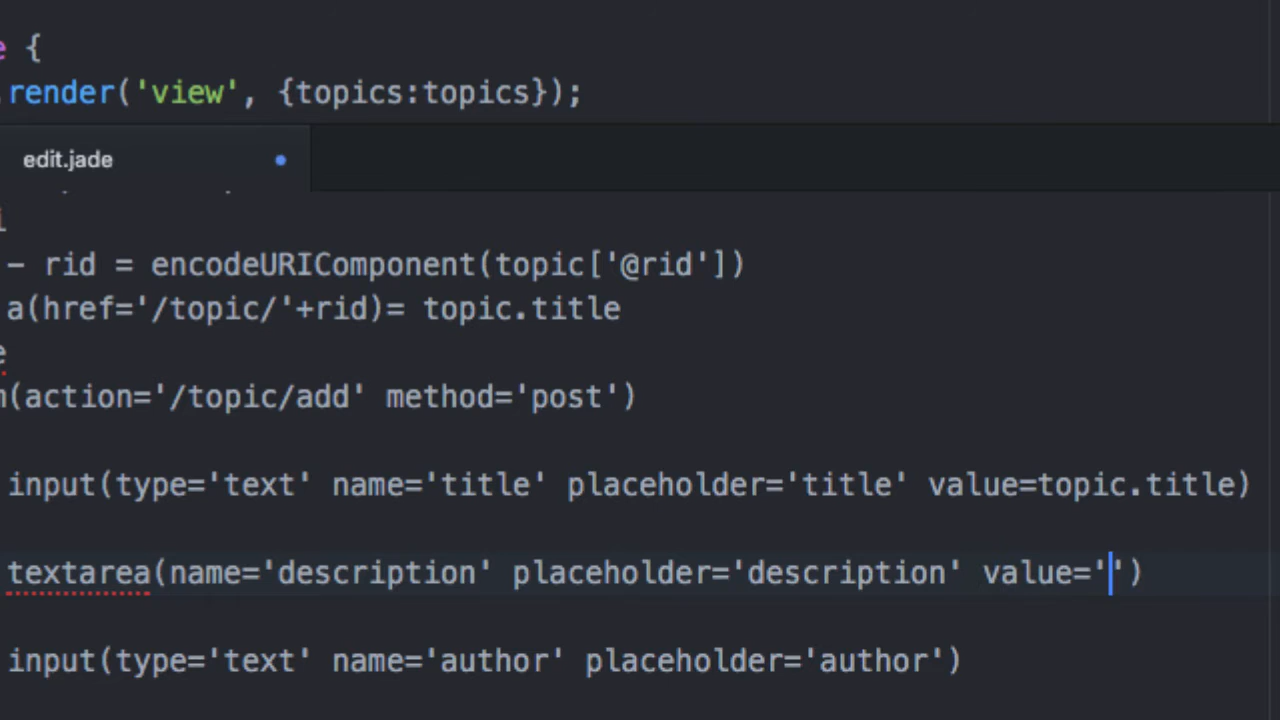 e {
.render('view', {topics:topics});
edit.jade
i
- rid = encodeURIComponent(topic['@rid'])
a(href='/topic/'+rid)= topic.title
e
m(action='/topic/add' method='post')
input(type='text' name='title' placeholder='title' value=topic.title)
textarea(name='description' placeholder='description' value='')
input(type='text' name='author' placeholder='author')